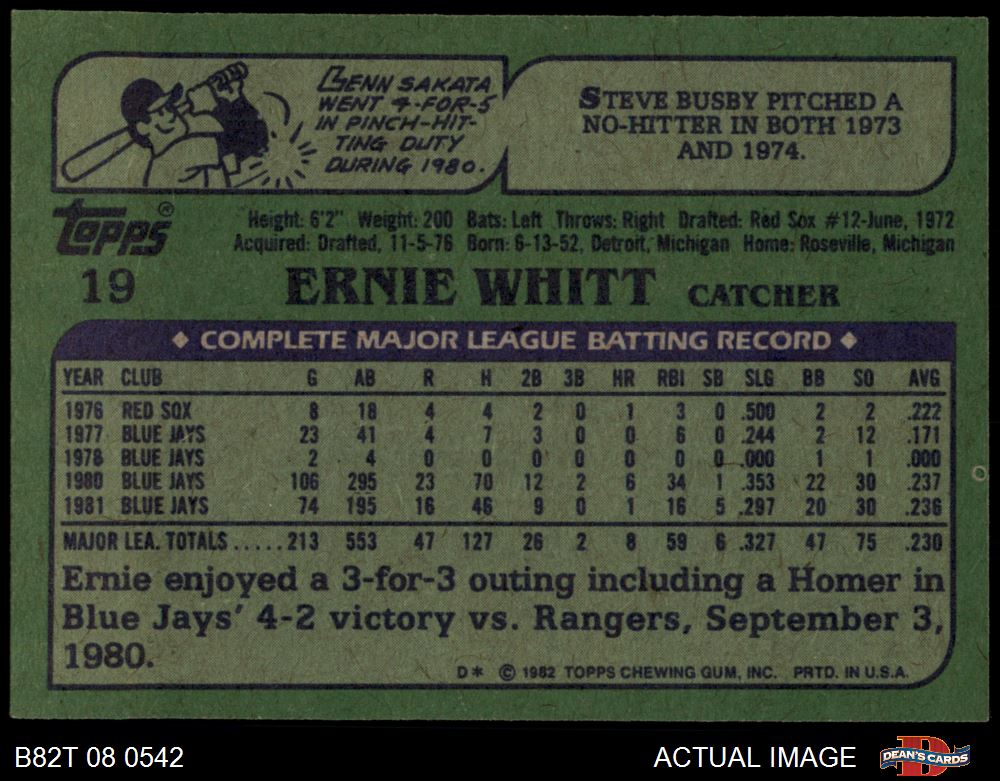 LENN SAKATA
WENT 4-FOR-5
IN PINCH-HIT-
TING DUTY
DURING 1980.
STEVE BUSBY PITCHED A
NO-HITTER IN BOTH 1973
AND 1974.
Topps®
Height: 6'2" Weight: 200 Bats: Left Throws: Right Drafted: Red Sox #12-June, 1972
Acquired: Drafted, 11-5-76 Born: 6-13-52, Detroit, Michigan Home: Roseville, Michigan
19 ERNIE WHITT CATCHER
◆ COMPLETE MAJOR LEAGUE BATTING RECORD ◆
YEAR CLUB G AB R H 2B 3B HR RBI SB SLG BB SO AVG
1976 RED SOX 8 18 4 4 2 0 1 3 0 .500 2 2 .222
1977 BLUE JAYS 23 41 4 7 3 0 0 6 0 .244 2 12 .171
1978 BLUE JAYS 2 4 0 0 0 0 0 0 0 .000 1 1 .000
1980 BLUE JAYS 106 295 23 70 12 2 6 34 1 .353 22 30 .237
1981 BLUE JAYS 74 195 16 46 9 0 1 16 5 .297 20 30 .236
MAJOR LEA. TOTALS.....213 553 47 127 26 2 8 59 6 .327 47 75 .230
Ernie enjoyed a 3-for-3 outing including a Homer in
Blue Jays' 4-2 victory vs. Rangers, September 3,
1980.
D* © 1982 TOPPS CHEWING GUM, INC. PRTD. IN U.S.A.
B82T 08 0542
ACTUAL IMAGE
DEAN'S CARDS